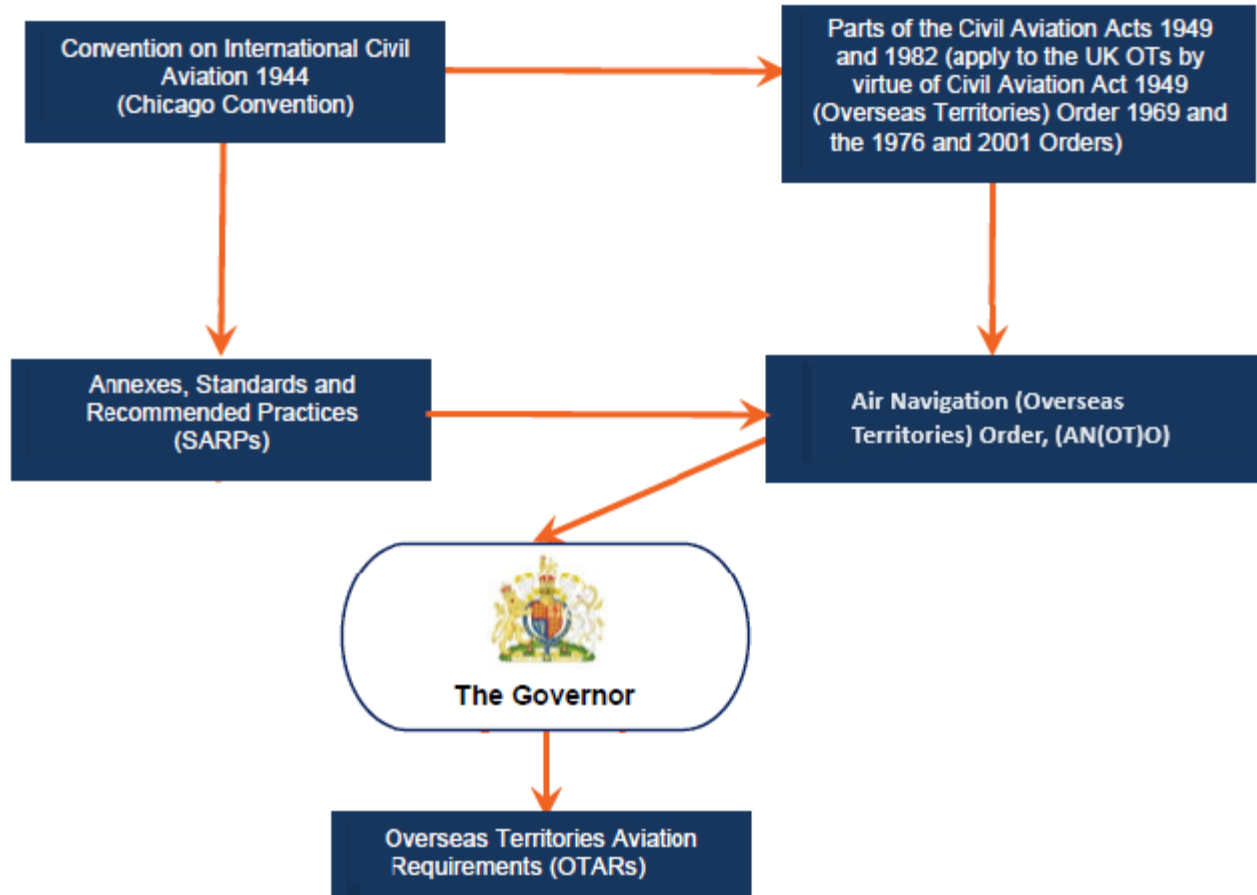 Convention on International Civil
Aviation 1944
(Chicago Convention)
Parts of the Civil Aviation Acts 1949
and 1982 (apply to the UK OTs by
virtue of Civil Aviation Act 1949
(Overseas Territories) Order 1969 and
the 1976 and 2001 Orders)
Annexes, Standards and
Recommended Practices
(SARPs)
Air Navigation (Overseas
Territories) Order, (AN(OT)O)
The Governor
Overseas Territories Aviation
Requirements (OTARs)